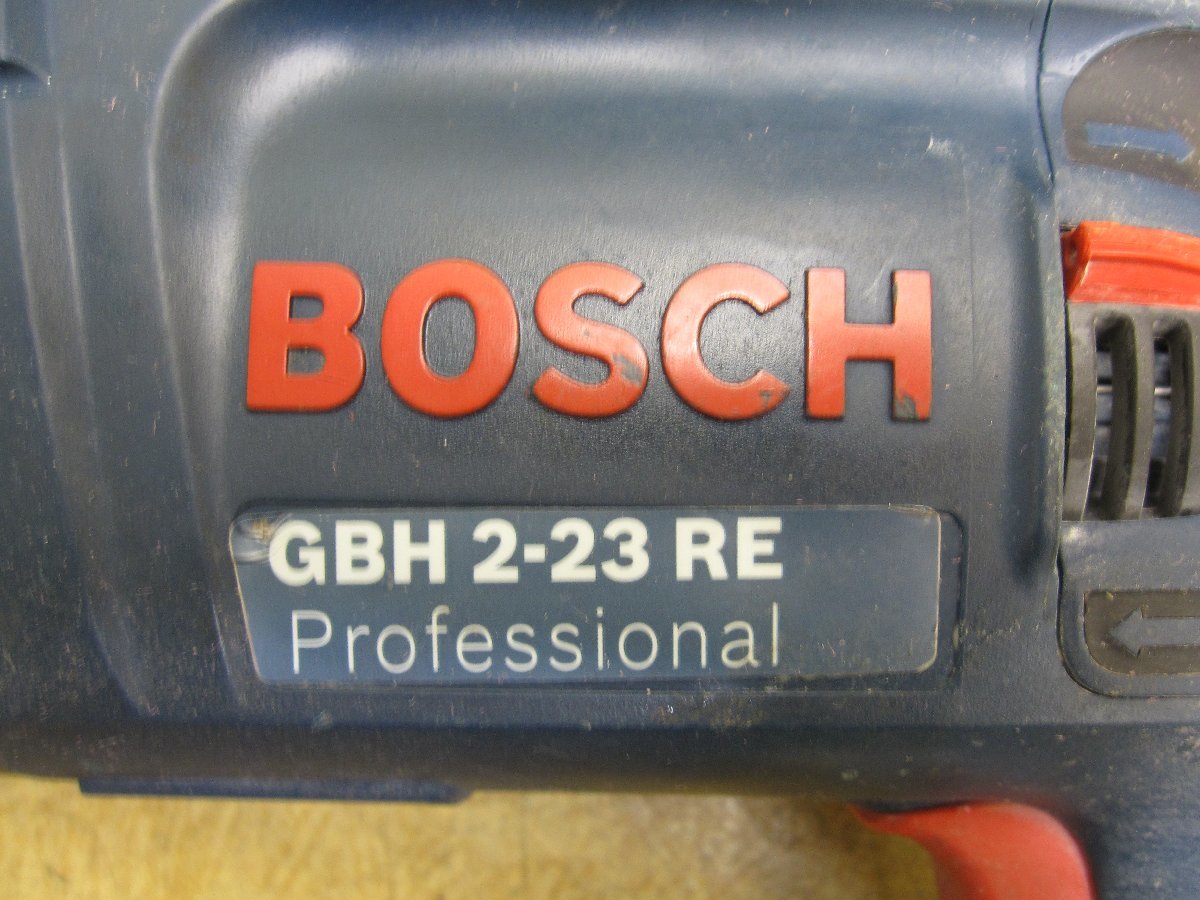 BOSCH
GBH 2-23 RE
Professional